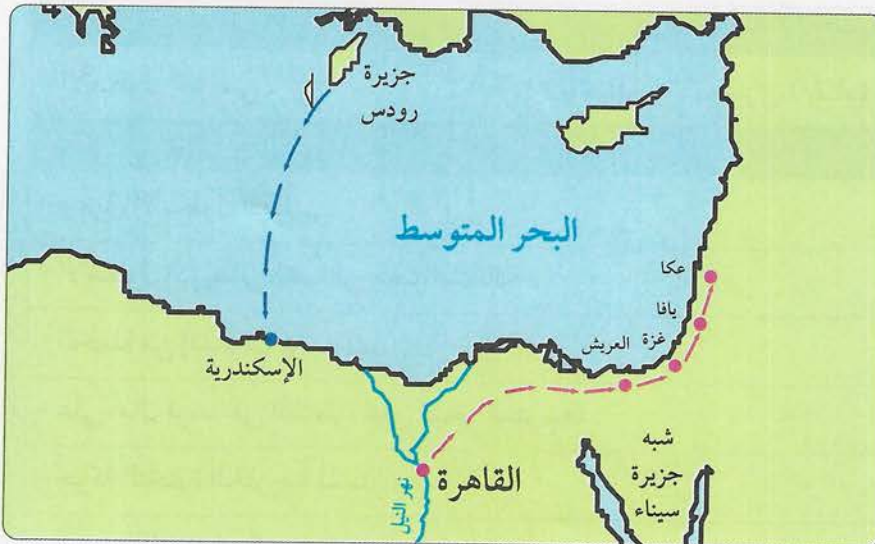 جزيرة
رودس
البحر المتوسط
عكا
يافا
غزة
العريش
الإسكندرية
القاهرة
نهر النيل
شبه
جزيرة
سيناء